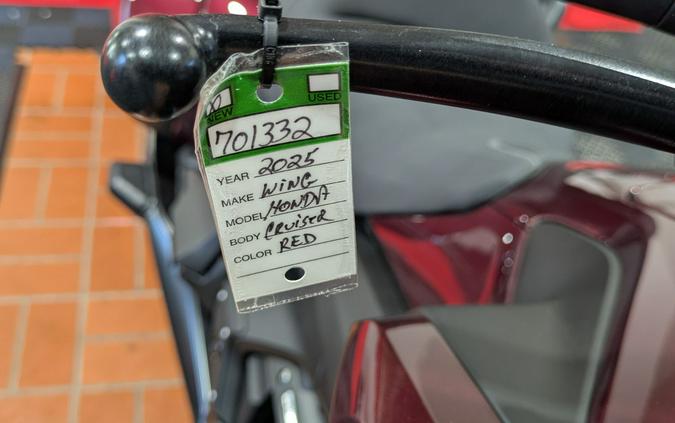 NEW USED
701332
YEAR 2025
MAKE WING
MODEL HONDA
BODY CRUISER
COLOR RED